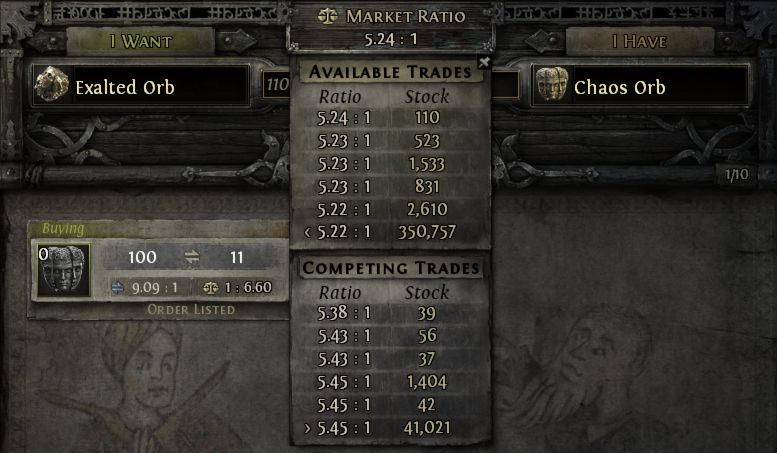 MARKET RATIO
5.24 : 1
I WANT
I HAVE
Exalted Orb
110
Chaos Orb
AVAILABLE TRADES
Ratio Stock
5.24 : 1 110
5.23 : 1 523
5.23 : 1 1,533
5.23 : 1 831
5.22 : 1 2,610
< 5.22 : 1 350,757
1/10
Buying
0
100 11
9.09 : 1 1 : 6.60
ORDER LISTED
COMPETING TRADES
Ratio Stock
5.38 : 1 39
5.43 : 1 56
5.43 : 1 37
5.45 : 1 1,404
5.45 : 1 42
> 5.45 : 1 41,021